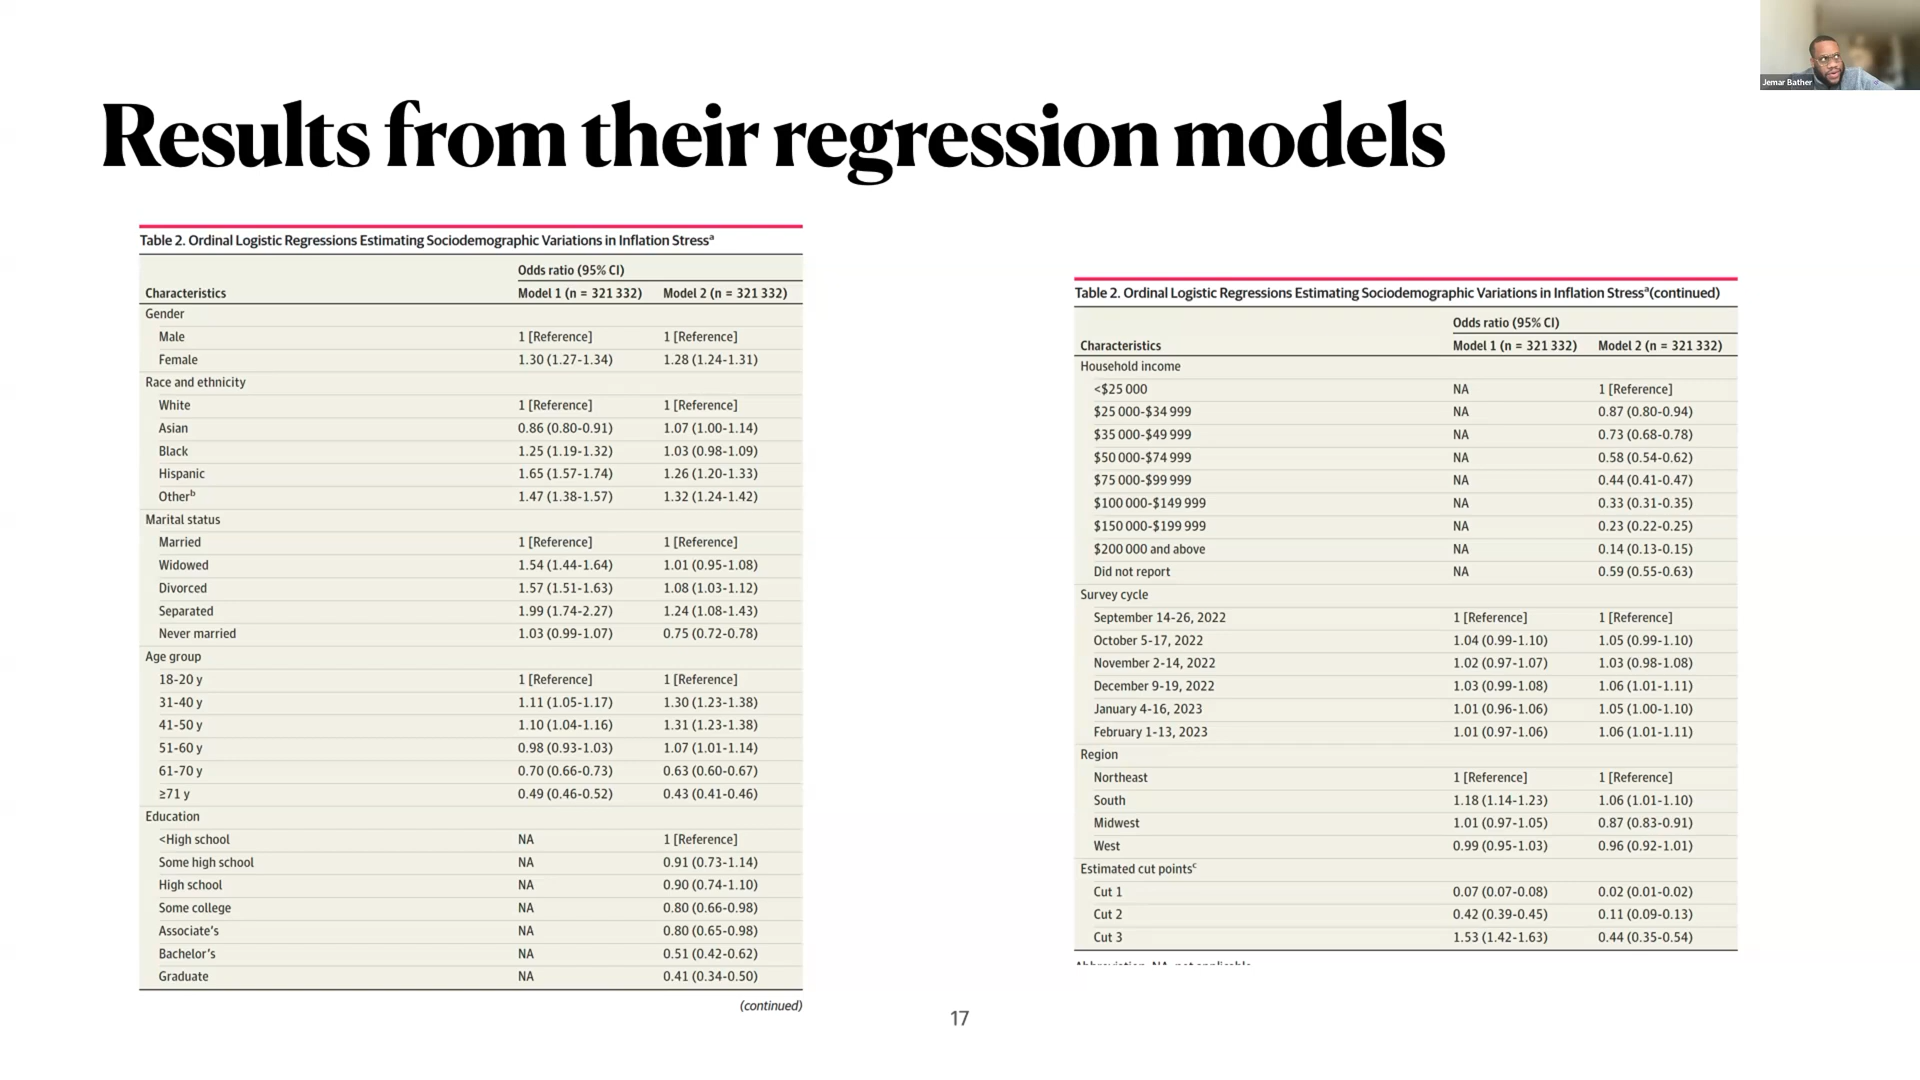 Jemar Bather
Results from their regression models
Table 2. Ordinal Logistic Regressions Estimating Sociodemographic Variations in Inflation Stressᵃ
Odds ratio (95% CI)
Characteristics Model 1 (n = 321 332) Model 2 (n = 321 332)
Gender
Male 1 [Reference] 1 [Reference]
Female 1.30 (1.27-1.34) 1.28 (1.24-1.31)
Race and ethnicity
White 1 [Reference] 1 [Reference]
Asian 0.86 (0.80-0.91) 1.07 (1.00-1.14)
Black 1.25 (1.19-1.32) 1.03 (0.98-1.09)
Hispanic 1.65 (1.57-1.74) 1.26 (1.20-1.33)
Otherᵇ 1.47 (1.38-1.57) 1.32 (1.24-1.42)
Marital status
Married 1 [Reference] 1 [Reference]
Widowed 1.54 (1.44-1.64) 1.01 (0.95-1.08)
Divorced 1.57 (1.51-1.63) 1.08 (1.03-1.12)
Separated 1.99 (1.74-2.27) 1.24 (1.08-1.43)
Never married 1.03 (0.99-1.07) 0.75 (0.72-0.78)
Age group
18-20 y 1 [Reference] 1 [Reference]
31-40 y 1.11 (1.05-1.17) 1.30 (1.23-1.38)
41-50 y 1.10 (1.04-1.16) 1.31 (1.23-1.38)
51-60 y 0.98 (0.93-1.03) 1.07 (1.01-1.14)
61-70 y 0.70 (0.66-0.73) 0.63 (0.60-0.67)
≥71 y 0.49 (0.46-0.52) 0.43 (0.41-0.46)
Education
<High school NA 1 [Reference]
Some high school NA 0.91 (0.73-1.14)
High school NA 0.90 (0.74-1.10)
Some college NA 0.80 (0.66-0.98)
Associate's NA 0.80 (0.65-0.98)
Bachelor's NA 0.51 (0.42-0.62)
Graduate NA 0.41 (0.34-0.50)
(continued)
Table 2. Ordinal Logistic Regressions Estimating Sociodemographic Variations in Inflation Stressᵃ(continued)
Odds ratio (95% CI)
Characteristics Model 1 (n = 321 332) Model 2 (n = 321 332)
Household income
<$25 000 NA 1 [Reference]
$25 000-$34 999 NA 0.87 (0.80-0.94)
$35 000-$49 999 NA 0.73 (0.68-0.78)
$50 000-$74 999 NA 0.58 (0.54-0.62)
$75 000-$99 999 NA 0.44 (0.41-0.47)
$100 000-$149 999 NA 0.33 (0.31-0.35)
$150 000-$199 999 NA 0.23 (0.22-0.25)
$200 000 and above NA 0.14 (0.13-0.15)
Did not report NA 0.59 (0.55-0.63)
Survey cycle
September 14-26, 2022 1 [Reference] 1 [Reference]
October 5-17, 2022 1.04 (0.99-1.10) 1.05 (0.99-1.10)
November 2-14, 2022 1.02 (0.97-1.07) 1.03 (0.98-1.08)
December 9-19, 2022 1.03 (0.99-1.08) 1.06 (1.01-1.11)
January 4-16, 2023 1.01 (0.96-1.06) 1.05 (1.00-1.10)
February 1-13, 2023 1.01 (0.97-1.06) 1.06 (1.01-1.11)
Region
Northeast 1 [Reference] 1 [Reference]
South 1.18 (1.14-1.23) 1.06 (1.01-1.10)
Midwest 1.01 (0.97-1.05) 0.87 (0.83-0.91)
West 0.99 (0.95-1.03) 0.96 (0.92-1.01)
Estimated cut pointsᶜ
Cut 1 0.07 (0.07-0.08) 0.02 (0.01-0.02)
Cut 2 0.42 (0.39-0.45) 0.11 (0.09-0.13)
Cut 3 1.53 (1.42-1.63) 0.44 (0.35-0.54)
17